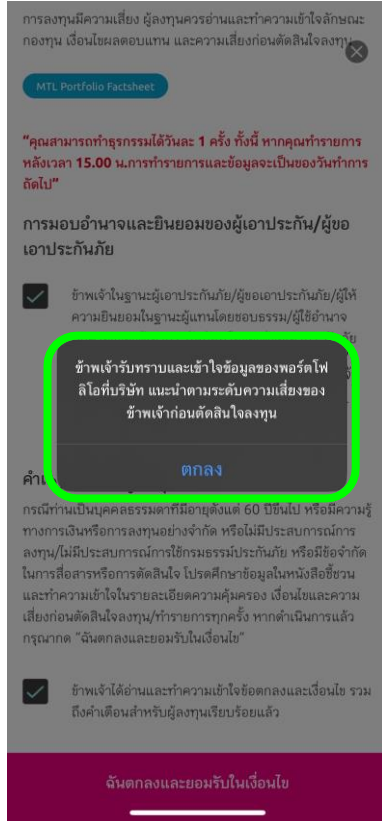 การลงทุนมีความเสี่ยง ผู้ลงทุนควรอ่านและทำความเข้าใจลักษณะ
กองทุน เงื่อนไขผลตอบแทน และความเสี่ยงก่อนตัดสินใจลงทุน
MTL Portfolio Factsheet
“คุณสามารถทำธุรกรรมได้วันละ 1 ครั้ง ทั้งนี้ หากคุณทำรายการ
หลังเวลา 15.00 น.การทำรายการและข้อมูลจะเป็นของวันทำการ
ถัดไป”
การมอบอำนาจและยินยอมของผู้เอาประกัน/ผู้ขอ
เอาประกันภัย
ข้าพเจ้าในฐานะผู้เอาประกันภัย/ผู้ขอเอาประกันภัย/ผู้ให้
ความยินยอมในฐานะผู้แทนโดยชอบธรรม/ผู้ใช้อำนาจ
ข้าพเจ้ารับทราบและเข้าใจข้อมูลของพอร์ตโฟ
ลิโอที่บริษัท แนะนำตามระดับความเสี่ยงของ
ข้าพเจ้าก่อนตัดสินใจลงทุน
ตกลง
กรณีท่านเป็นบุคคลธรรมดาที่มีอายุตั้งแต่ 60 ปีขึ้นไป หรือมีความรู้
ทางการเงินหรือการลงทุนอย่างจำกัด หรือไม่มีประสบการณ์การ
ลงทุน/ไม่มีประสบการณ์การใช้กรมธรรม์ประกันภัย หรือมีข้อจำกัด
ในการสื่อสารหรือการตัดสินใจ โปรดศึกษาข้อมูลในหนังสือชี้ชวน
และทำความเข้าใจในรายละเอียดความคุ้มครอง เงื่อนไขและความ
เสี่ยงก่อนตัดสินใจลงทุน/ทำรายการทุกครั้ง หากดำเนินการแล้ว
กรุณากด “ฉันตกลงและยอมรับในเงื่อนไข”
ข้าพเจ้าได้อ่านและทำความเข้าใจข้อตกลงและเงื่อนไข รวม
ถึงคำเตือนสำหรับผู้ลงทุนเรียบร้อยแล้ว
ฉันตกลงและยอมรับในเงื่อนไข